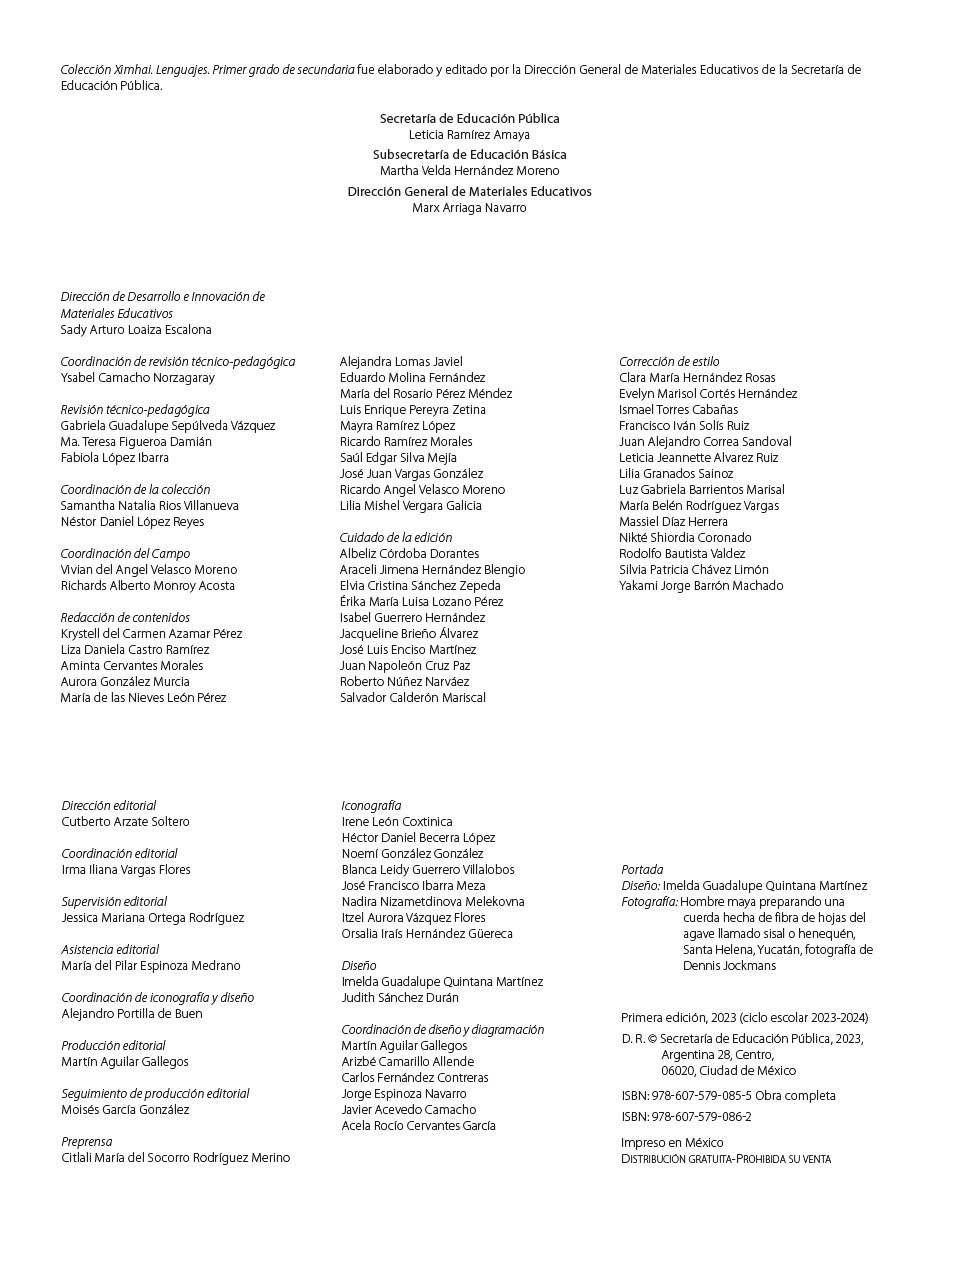 Colección Ximhai. Lenguajes. Primer grado de secundaria fue elaborado y editado por la Dirección General de Materiales Educativos de la Secretaría de
Educación Pública.
Secretaría de Educación Pública
Leticia Ramírez Amaya
Subsecretaría de Educación Básica
Martha Velda Hernández Moreno
Dirección General de Materiales Educativos
Marx Arriaga Navarro
Dirección de Desarrollo e Innovación de
Materiales Educativos
Sady Arturo Loaiza Escalona
Coordinación de revisión técnico-pedagógica
Ysabel Camacho Norzagaray
Revisión técnico-pedagógica
Gabriela Guadalupe Sepúlveda Vázquez
Ma. Teresa Figueroa Damián
Fabiola López Ibarra
Coordinación de la colección
Samantha Natalia Rios Villanueva
Néstor Daniel López Reyes
Coordinación del Campo
Vivian del Angel Velasco Moreno
Richards Alberto Monroy Acosta
Redacción de contenidos
Krystell del Carmen Azamar Pérez
Liza Daniela Castro Ramírez
Aminta Cervantes Morales
Aurora González Murcia
María de las Nieves León Pérez
Alejandra Lomas Javiel
Eduardo Molina Fernández
María del Rosario Pérez Méndez
Luis Enrique Pereyra Zetina
Mayra Ramírez López
Ricardo Ramírez Morales
Saúl Edgar Silva Mejía
José Juan Vargas González
Ricardo Angel Velasco Moreno
Lilia Mishel Vergara Galicia
Cuidado de la edición
Albeliz Córdoba Dorantes
Araceli Jimena Hernández Blengio
Elvia Cristina Sánchez Zepeda
Érika María Luisa Lozano Pérez
Isabel Guerrero Hernández
Jacqueline Brieño Álvarez
José Luis Enciso Martínez
Juan Napoleón Cruz Paz
Roberto Núñez Narváez
Salvador Calderón Mariscal
Corrección de estilo
Clara María Hernández Rosas
Evelyn Marisol Cortés Hernández
Ismael Torres Cabañas
Francisco Iván Solís Ruiz
Juan Alejandro Correa Sandoval
Leticia Jeannette Alvarez Ruiz
Lilia Granados Sainoz
Luz Gabriela Barrientos Marisal
María Belén Rodríguez Vargas
Massiel Díaz Herrera
Nikté Shiordia Coronado
Rodolfo Bautista Valdez
Silvia Patricia Chávez Limón
Yakami Jorge Barrón Machado
Dirección editorial
Cutberto Arzate Soltero
Coordinación editorial
Irma Iliana Vargas Flores
Supervisión editorial
Jessica Mariana Ortega Rodríguez
Asistencia editorial
María del Pilar Espinoza Medrano
Coordinación de iconografía y diseño
Alejandro Portilla de Buen
Producción editorial
Martín Aguilar Gallegos
Seguimiento de producción editorial
Moisés García González
Preprensa
Citlali María del Socorro Rodríguez Merino
Iconografía
Irene León Coxtinica
Héctor Daniel Becerra López
Noemí González González
Blanca Leidy Guerrero Villalobos
José Francisco Ibarra Meza
Nadira Nizametdinova Melekovna
Itzel Aurora Vázquez Flores
Orsalia Iraís Hernández Güereca
Diseño
Imelda Guadalupe Quintana Martínez
Judith Sánchez Durán
Coordinación de diseño y diagramación
Martín Aguilar Gallegos
Arizbé Camarillo Allende
Carlos Fernández Contreras
Jorge Espinoza Navarro
Javier Acevedo Camacho
Acela Rocío Cervantes García
Portada
Diseño: Imelda Guadalupe Quintana Martínez
Fotografía: Hombre maya preparando una
cuerda hecha de fibra de hojas del
agave llamado sisal o henequén,
Santa Helena, Yucatán, fotografía de
Dennis Jockmans
Primera edición, 2023 (ciclo escolar 2023-2024)
D. R. © Secretaría de Educación Pública, 2023,
Argentina 28, Centro,
06020, Ciudad de México
ISBN: 978-607-579-085-5 Obra completa
ISBN: 978-607-579-086-2
Impreso en México
DISTRIBUCIÓN GRATUITA-PROHIBIDA SU VENTA